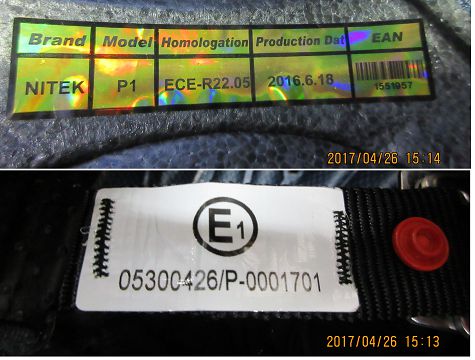 Brand Model Homologation Production Dat EAN
NITEK P1 ECE-R22.05 2016.6.18 1551957
2017/04/26 15:14
E1
05300426/P-0001701
2017/04/26 15:13